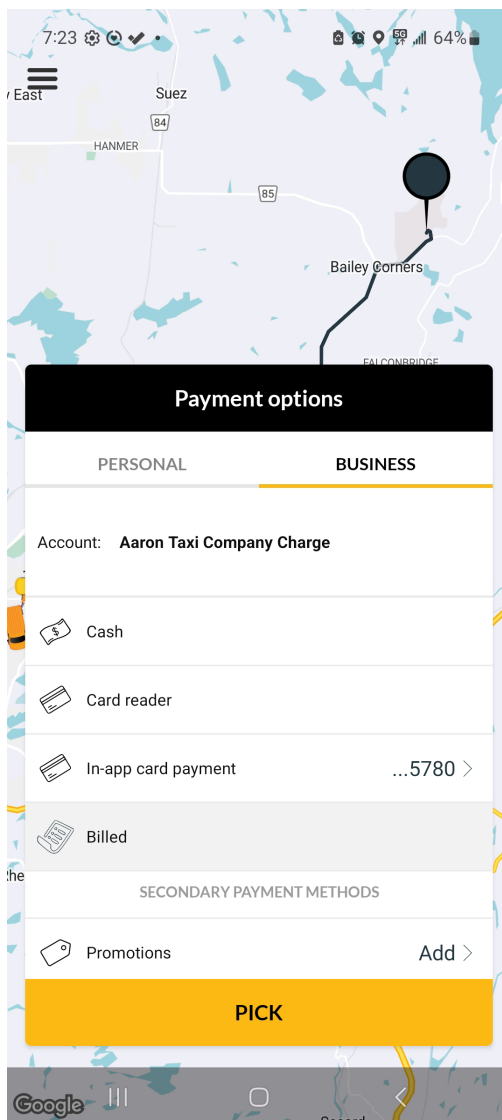 7:23
5G 64%
East
Suez
84
HANMER
85
Bailey Corners
FALCONBRIDGE
Payment options
PERSONAL BUSINESS
Account: Aaron Taxi Company Charge
Cash
Card reader
In-app card payment ...5780
Billed
SECONDARY PAYMENT METHODS
Promotions Add
PICK
Google